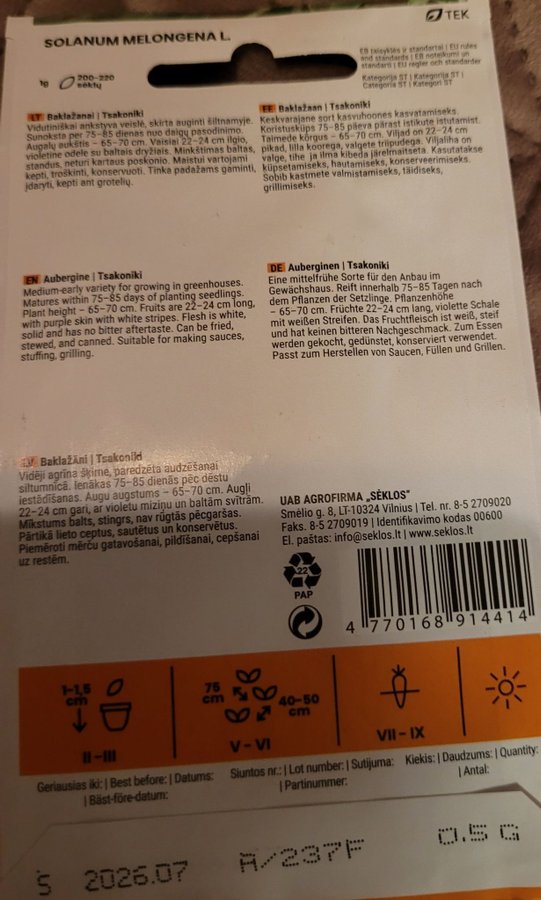 TEK
SOLANUM MELONGENA L.
1g 200-220
sėklų
EB taisyklės ir standartai | EU rules
and standards | EB noteikumi un
standarti | EU regler och standarder
Kategorija ST | Kategorija ST |
Category ST | Kategori ST
LT Baklažanai | Tsakoniki
Vidutiniškai ankstyva veislė, skirta auginti šiltnamyje.
Sunoksta per 75-85 dienas nuo daigų pasodinimo.
Augalų aukštis – 65-70 cm. Vaisiai 22-24 cm ilgio,
violetine odele su baltais dryžiais. Minkštimas baltas,
standus, neturi kartaus poskonio. Maistui vartojami
kepti, troškinti, konservuoti. Tinka padažams gaminti,
įdaryti, kepti ant grotelių.
EE Baklažaan | Tsakoniki
Keskvarajane sort kasvuhoones kasvatamiseks.
Koristusküps 75-85 päeva pärast istikute istutamist.
Taimede kõrgus – 65-70 cm. Viljad on 22-24 cm
pikad, lilla koorega, valgete triipudega. Viljaliha on
valge, tihe ja ilma kibeda järelmaitseta. Kasutatakse
küpsetamiseks, hautamiseks, konserveerimiseks.
Sobib kastmete valmistamiseks, täidiseks,
grillimiseks.
EN Aubergine | Tsakoniki
Medium-early variety for growing in greenhouses.
Matures within 75-85 days of planting seedlings.
Plant height – 65-70 cm. Fruits are 22-24 cm long,
with purple skin with white stripes. Flesh is white,
solid and has no bitter aftertaste. Can be fried,
stewed, and canned. Suitable for making sauces,
stuffing, grilling.
DE Auberginen | Tsakoniki
Eine mittelfrühe Sorte für den Anbau im
Gewächshaus. Reift innerhalb 75-85 Tagen nach
dem Pflanzen der Setzlinge. Pflanzenhöhe
– 65-70 cm. Früchte 22-24 cm lang, violette Schale
mit weißen Streifen. Das Fruchtfleisch ist weiß, steif
und hat keinen bitteren Nachgeschmack. Zum Essen
werden gekocht, gedünstet, konserviert verwendet.
Passt zum Herstellen von Saucen, Füllen und Grillen.
LV Baklažāni | Tsakoniki
Vidēji agrīna šķirne, paredzēta audzēšanai
siltumnīcā. Ienākas 75-85 dienās pēc dēstu
iestādīšanas. Augu augstums – 65-70 cm. Augļi
22-24 cm gari, ar violetu miziņu un baltām svītrām.
Mīkstums balts, stingrs, nav rūgtās pēcgaršas.
Pārtikā lieto ceptus, sautētus un konservētus.
Piemēroti mērču gatavošanai, pildīšanai, cepšanai
uz restēm.
UAB AGROFIRMA „SĖKLOS"
Smėlio g. 8, LT-10324 Vilnius | Tel. nr. 8-5 2709020
Faks. 8-5 2709019 | Identifikavimo kodas 00600
El. paštas: info@seklos.lt | www.seklos.lt
22
PAP
4 770168 914414
1-1,5
cm
II-III
75
cm
40-50
cm
V-VI
VII-IX
Geriausias iki: | Best before: | Datums:
| Bäst-före-datum:
Siuntos nr.: | Lot number: | Sutijuma:
| Partinummer:
Kiekis: | Daudzums: | Quantity:
| Antal:
S 2026.07 A/237F 0.5 G